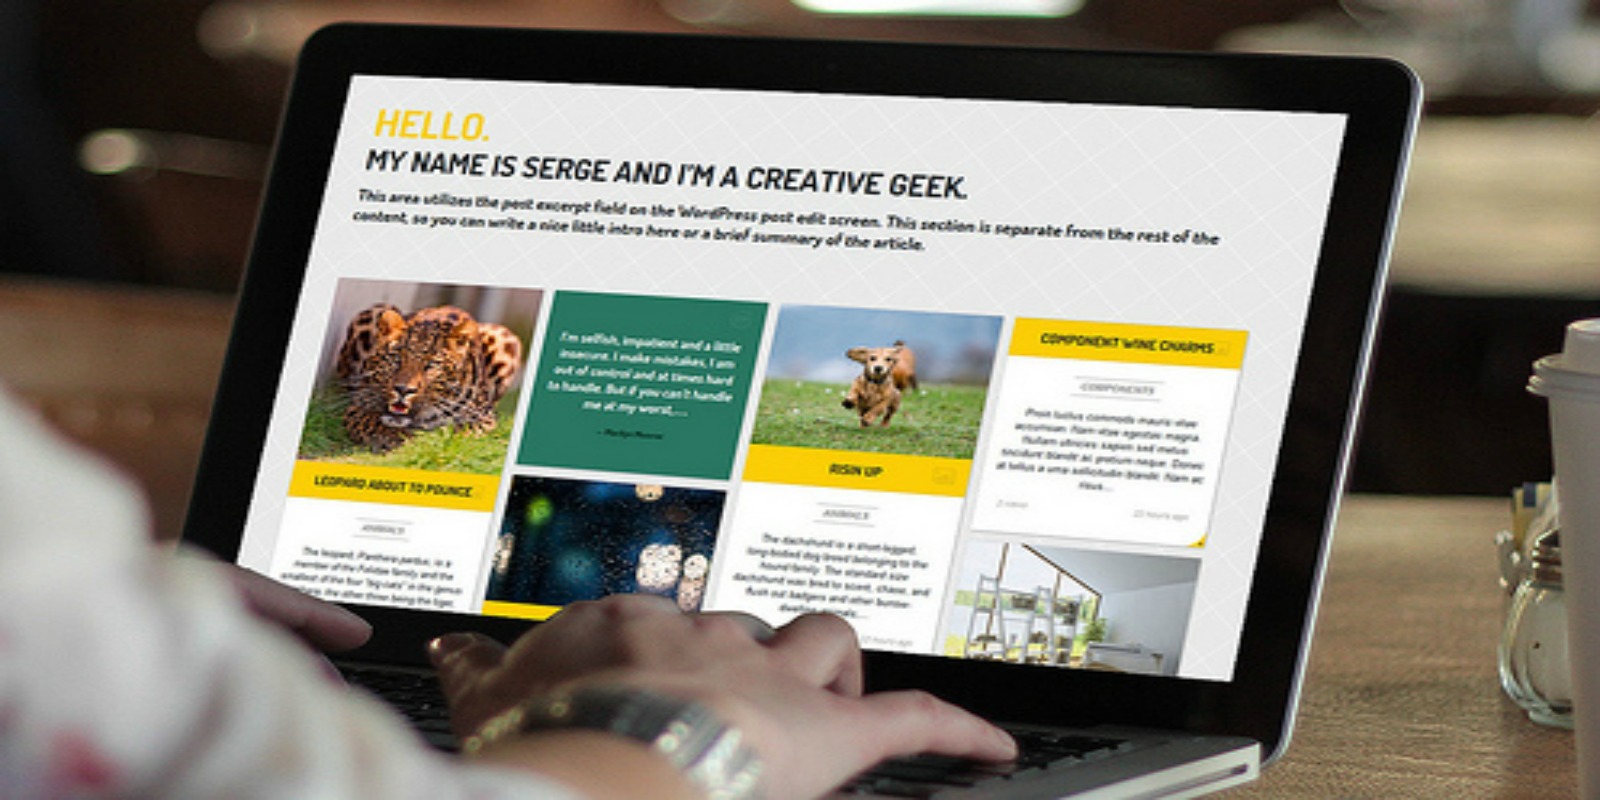 HELLO.
MY NAME IS SERGE AND I'M A CREATIVE GEEK.
This area utilizes the post excerpt field on the WordPress post edit screen. This section is separate from the rest of the
content, so you can write a nice little intro here or a brief summary of the article.
LEOPARD ABOUT TO POUNCE
ANIMALS
The leopard, Panthera pardus, is a
member of the Felidae family and the
smallest of the four "big cats" in the genus
the other three being the tiger,
I'm selfish, impatient and a little
insecure. I make mistakes, I am
out of control and at times hard
to handle. But if you can't handle
me at my worst,...
- Marilyn Monroe
RISIN UP
ANIMALS
The dachshund is a short-legged,
long-bodied dog breed belonging to the
hound family. The standard size
dachshund was bred to scent, chase, and
flush out badgers and other burrow-
dwelling animals,...
hours ago
COMPONENT WINE CHARMS
COMPONENTS
Proin luctus commodo mauris vitae
accumsan. Nam vitae egestas magna.
Nullam ultricies sapien sed metus
tincidunt blandit ac pretium neque. Donec
at tellus a urna sollicitudin blandit. Nam ac
hours ago